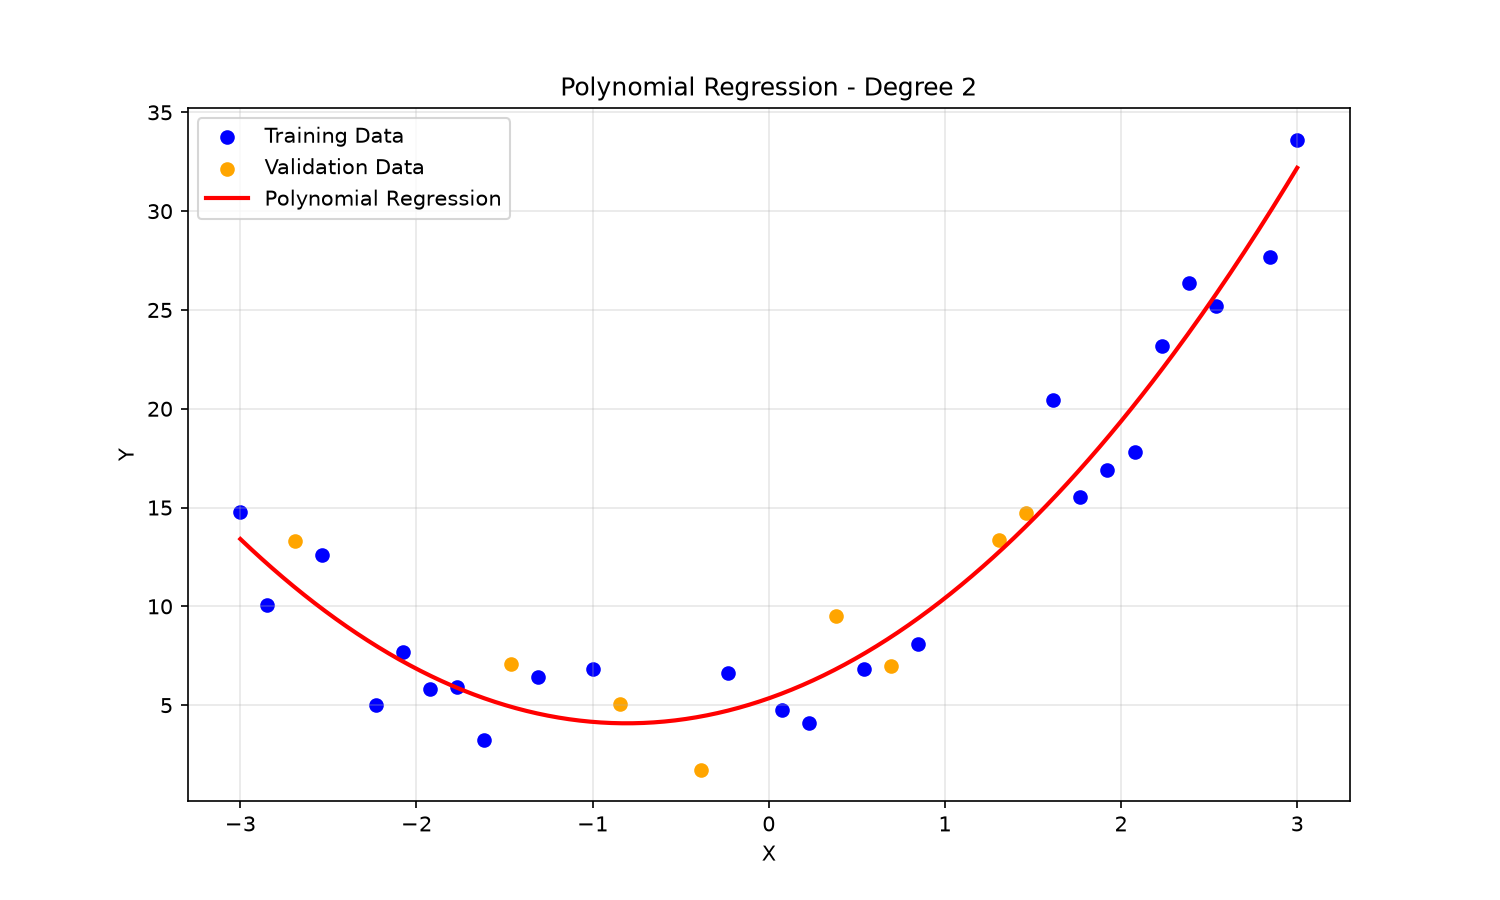 Polynomial Regression - Degree 2
Training Data
Validation Data
Polynomial Regression
35
30
25
20
15
10
5
Y
−3 −2 −1 0 1 2 3
X